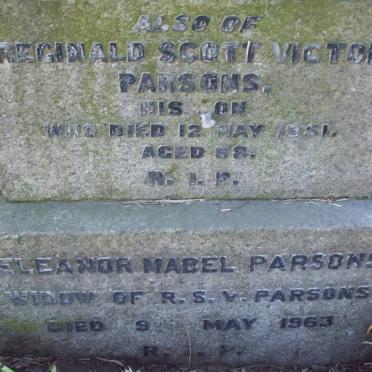 ALSO OF
REGINALD SCOTT VICTOR
PARSONS,
HIS ON
WHO DIED 12 MAY 1951.
AGED 68.
R. I. P.
ELEANOR MABEL PARSONS
WIDOW OF R. S. V. PARSONS
DIED 9 MAY 1963
R. I. P.